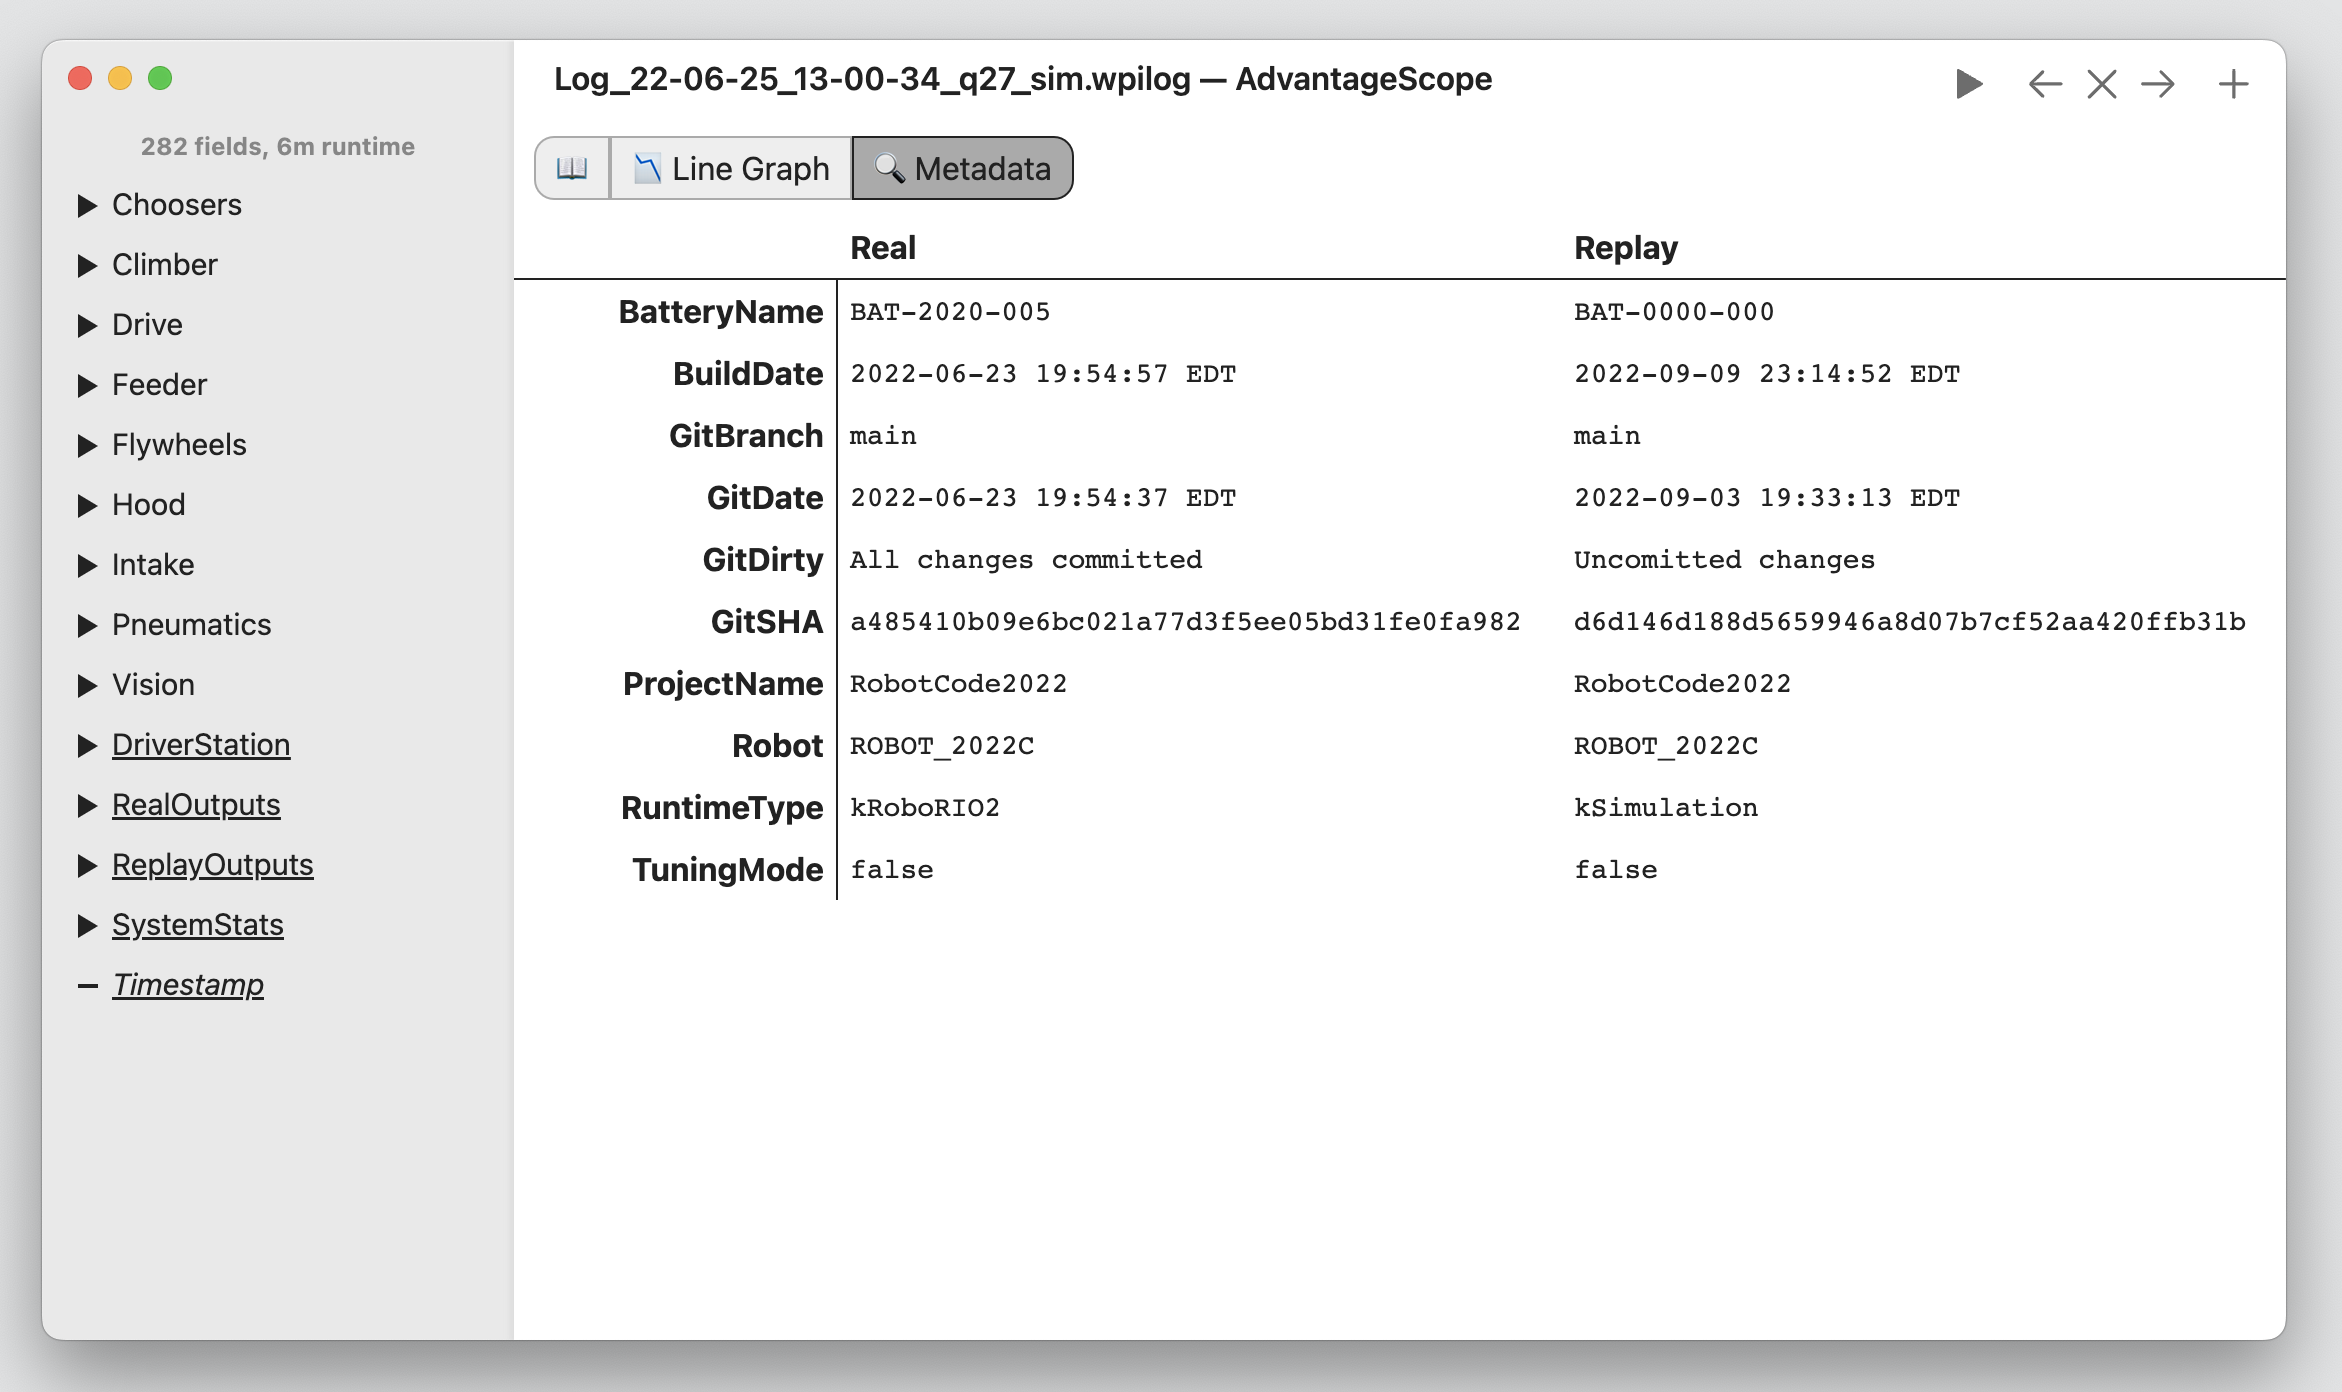 Log_22-06-25_13-00-34_q27_sim.wpilog — AdvantageScope
282 fields, 6m runtime
Choosers
Climber
Drive
Feeder
Flywheels
Hood
Intake
Pneumatics
Vision
DriverStation
RealOutputs
ReplayOutputs
SystemStats
Timestamp
Line Graph Metadata
Real Replay
BatteryName BAT-2020-005 BAT-0000-000
BuildDate 2022-06-23 19:54:57 EDT 2022-09-09 23:14:52 EDT
GitBranch main main
GitDate 2022-06-23 19:54:37 EDT 2022-09-03 19:33:13 EDT
GitDirty All changes committed Uncomitted changes
GitSHA a485410b09e6bc021a77d3f5ee05bd31fe0fa982 d6d146d188d5659946a8d07b7cf52aa420ffb31b
ProjectName RobotCode2022 RobotCode2022
Robot ROBOT_2022C ROBOT_2022C
RuntimeType kRoboRIO2 kSimulation
TuningMode false false